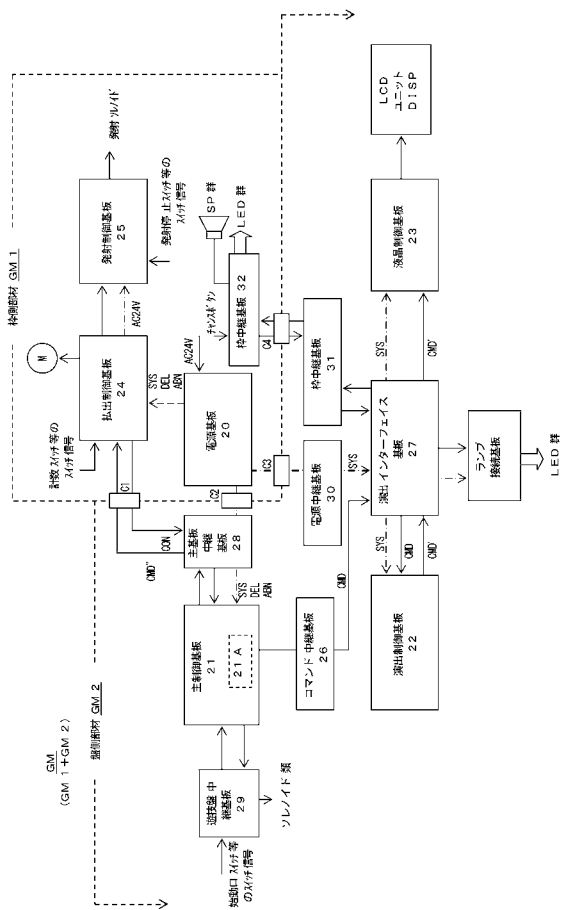 GM
(GM1+GM2)
枠側部材 GM1
盤側部材 GM2
計数スイッチ等の
スイッチ信号
M
払出制御基板
24
AC24V
発射制御基板
25
発射ソレノイド
発射停止スイッチ等の
スイッチ信号
SYS
DEL
ABN
電源基板
20
AC24V
チャンスボタン
枠中継基板
32
SP群
LED群
C1
C2
C3
C4
CMD"
CON
主基板
中継
基板
28
SYS
DEL
ABN
主制御基板
21
21A
遊技盤中
継基板
29
始動口スイッチ等
のスイッチ信号
ソレノイド類
コマンド中継基板
26
CMD
電源中継基板
30
SYS
枠中継基板
31
演出インターフェイス
基板
27
SYS
CMD
CMD'
演出制御基板
22
SYS
CMD'
液晶制御基板
23
LCD
ユニット
DISP
ランプ
接続基板
LED群